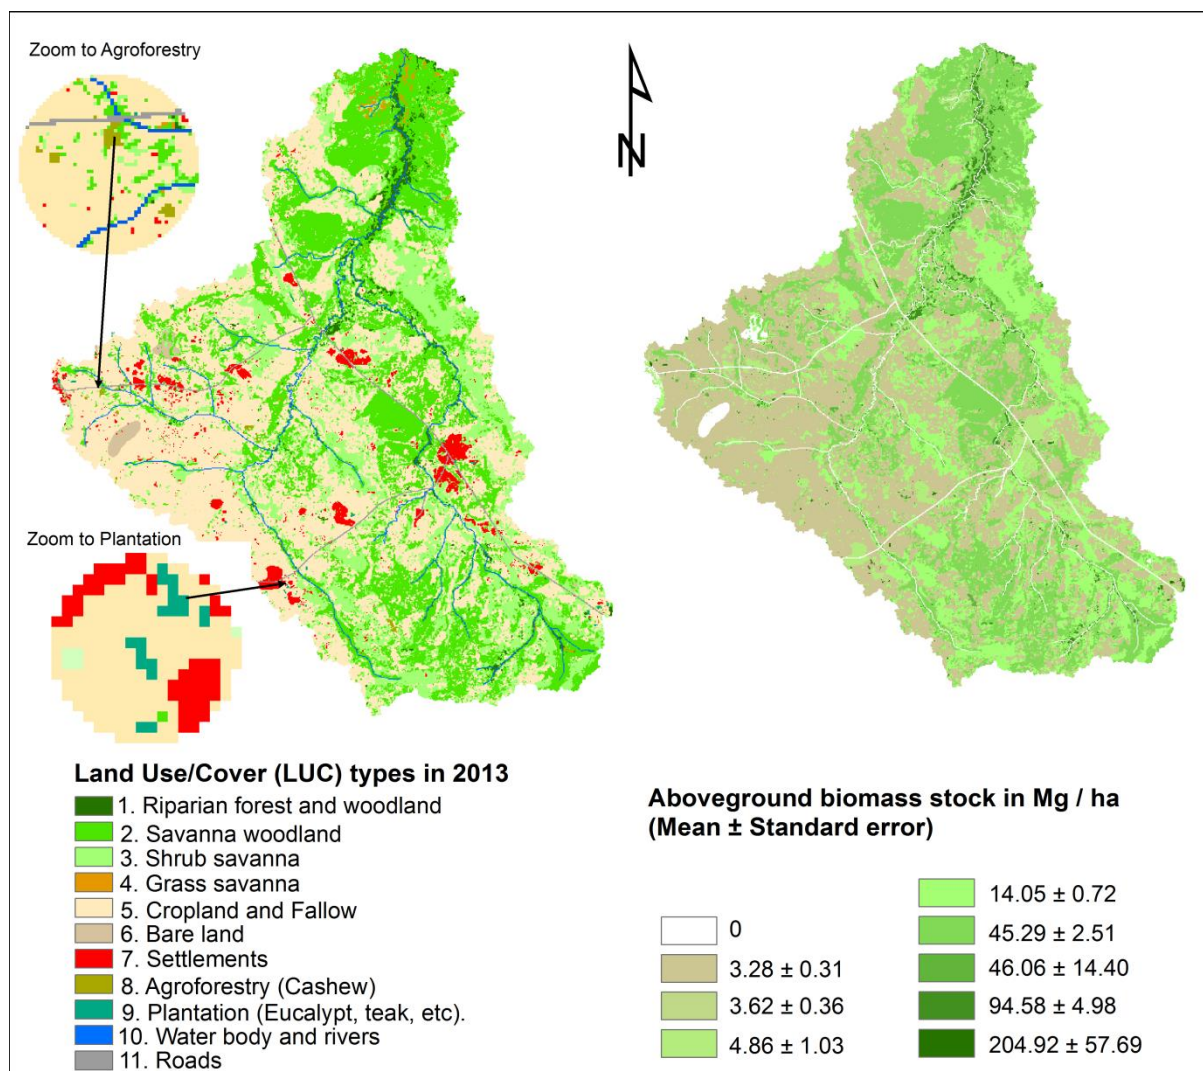 Zoom to Agroforestry
N
Zoom to Plantation
Land Use/Cover (LUC) types in 2013
1. Riparian forest and woodland
2. Savanna woodland
3. Shrub savanna
4. Grass savanna
5. Cropland and Fallow
6. Bare land
7. Settlements
8. Agroforestry (Cashew)
9. Plantation (Eucalypt, teak, etc).
10. Water body and rivers
11. Roads
Aboveground biomass stock in Mg / ha
(Mean ± Standard error)
0
3.28 ± 0.31
3.62 ± 0.36
4.86 ± 1.03
14.05 ± 0.72
45.29 ± 2.51
46.06 ± 14.40
94.58 ± 4.98
204.92 ± 57.69